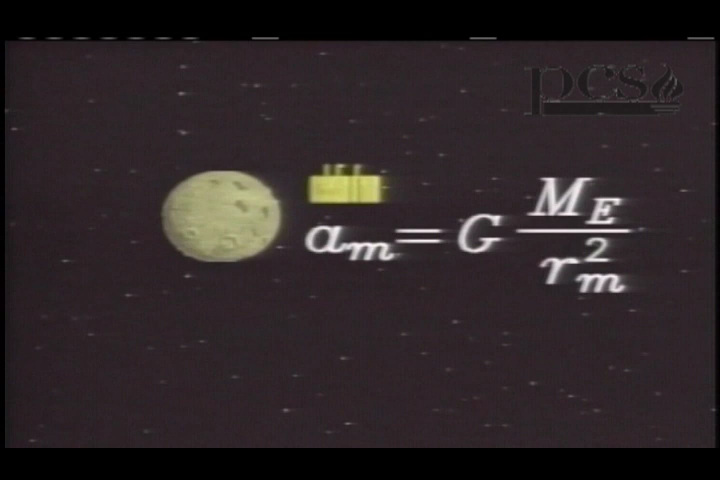 pcs
a_m = G M_E / r_m^2